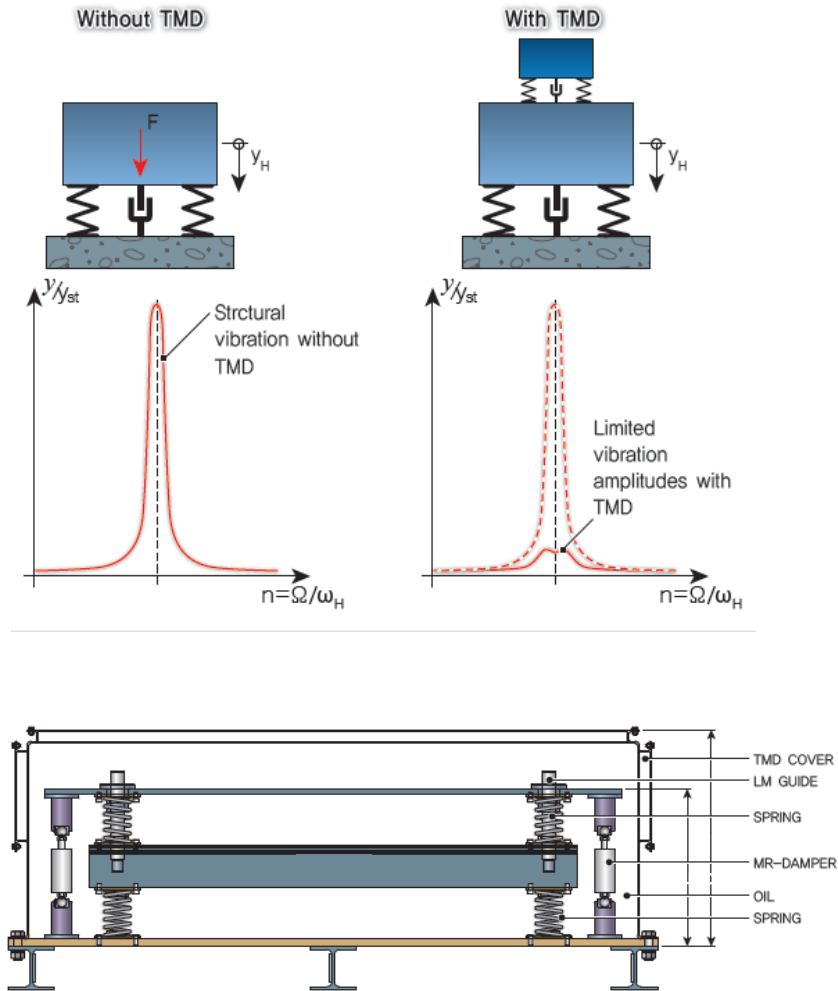 Without TMD
With TMD
F
y_H
y_H
y/y_st
Strctural
vibration without
TMD
n=Ω/ω_H
y/y_st
Limited
vibration
amplitudes with
TMD
n=Ω/ω_H
TMD COVER
LM GUIDE
SPRING
MR-DAMPER
OIL
SPRING